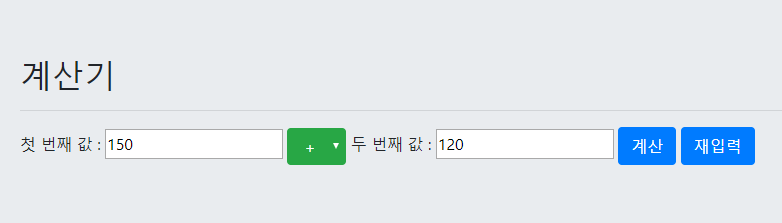 계산기
첫 번째 값 : 150 + ▼ 두 번째 값 : 120 계산 재입력